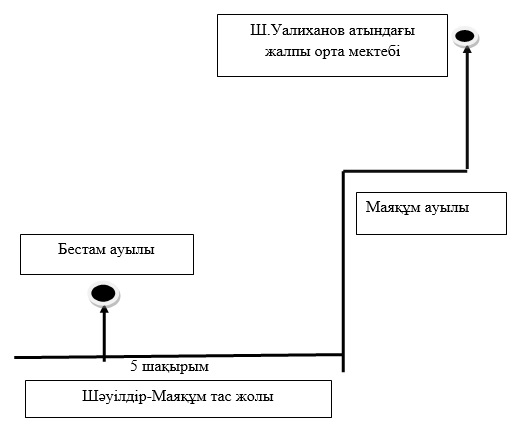 Ш.Уалиханов атындағы
жалпы орта мектебі
Маяқұм ауылы
Бестам ауылы
5 шақырым
Шәуілдір-Маяқұм тас жолы